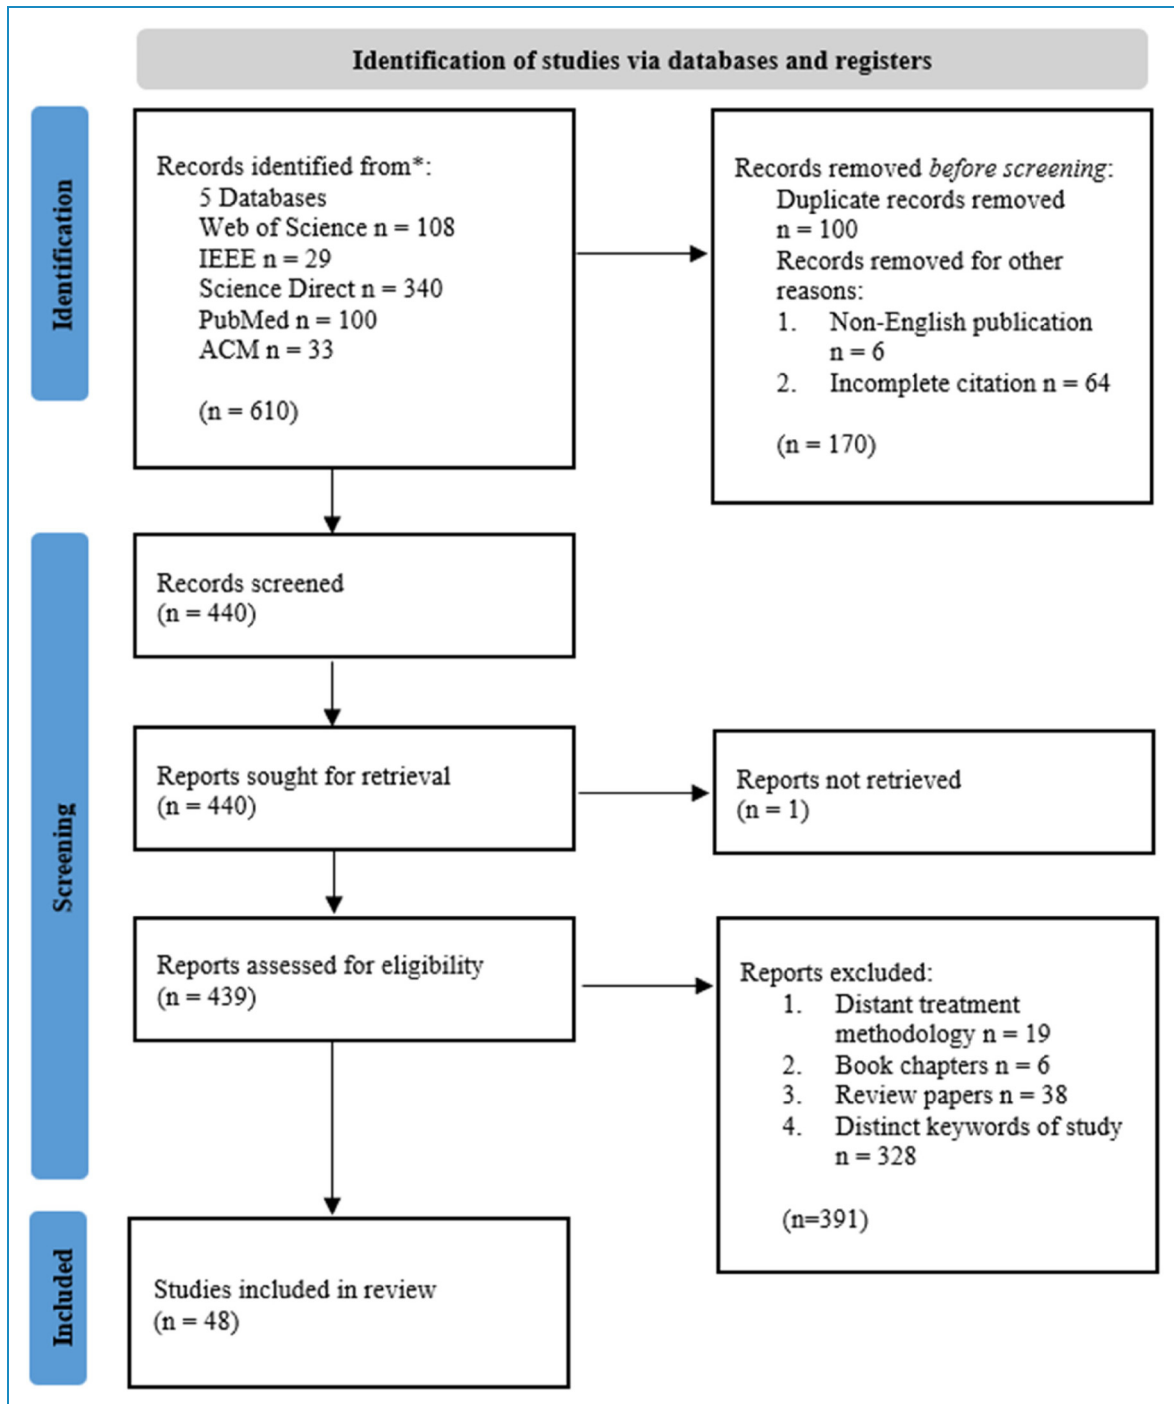 Identification of studies via databases and registers
Identification
Records identified from*:
5 Databases
Web of Science n = 108
IEEE n = 29
Science Direct n = 340
PubMed n = 100
ACM n = 33
(n = 610)
Records removed before screening:
Duplicate records removed
n = 100
Records removed for other
reasons:
1. Non-English publication
n = 6
2. Incomplete citation n = 64
(n = 170)
Screening
Records screened
(n = 440)
Reports sought for retrieval
(n = 440)
Reports not retrieved
(n = 1)
Reports assessed for eligibility
(n = 439)
Reports excluded:
1. Distant treatment
methodology n = 19
2. Book chapters n = 6
3. Review papers n = 38
4. Distinct keywords of study
n = 328
(n=391)
Included
Studies included in review
(n = 48)